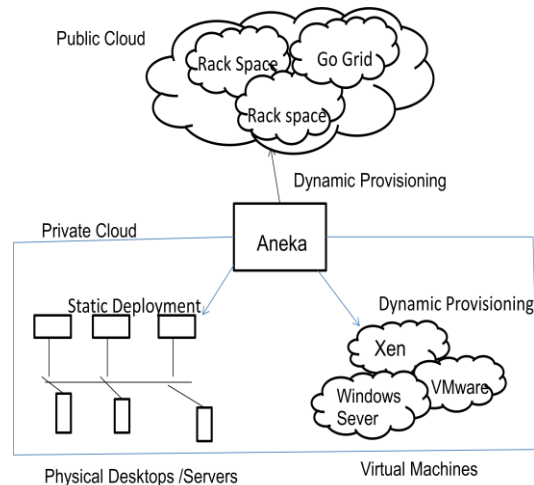 Public Cloud
Rack Space
Go Grid
Rack space
Dynamic Provisioning
Private Cloud
Aneka
Static Deployment
Dynamic Provisioning
Xen
Windows
Sever
VMware
Physical Desktops /Servers
Virtual Machines